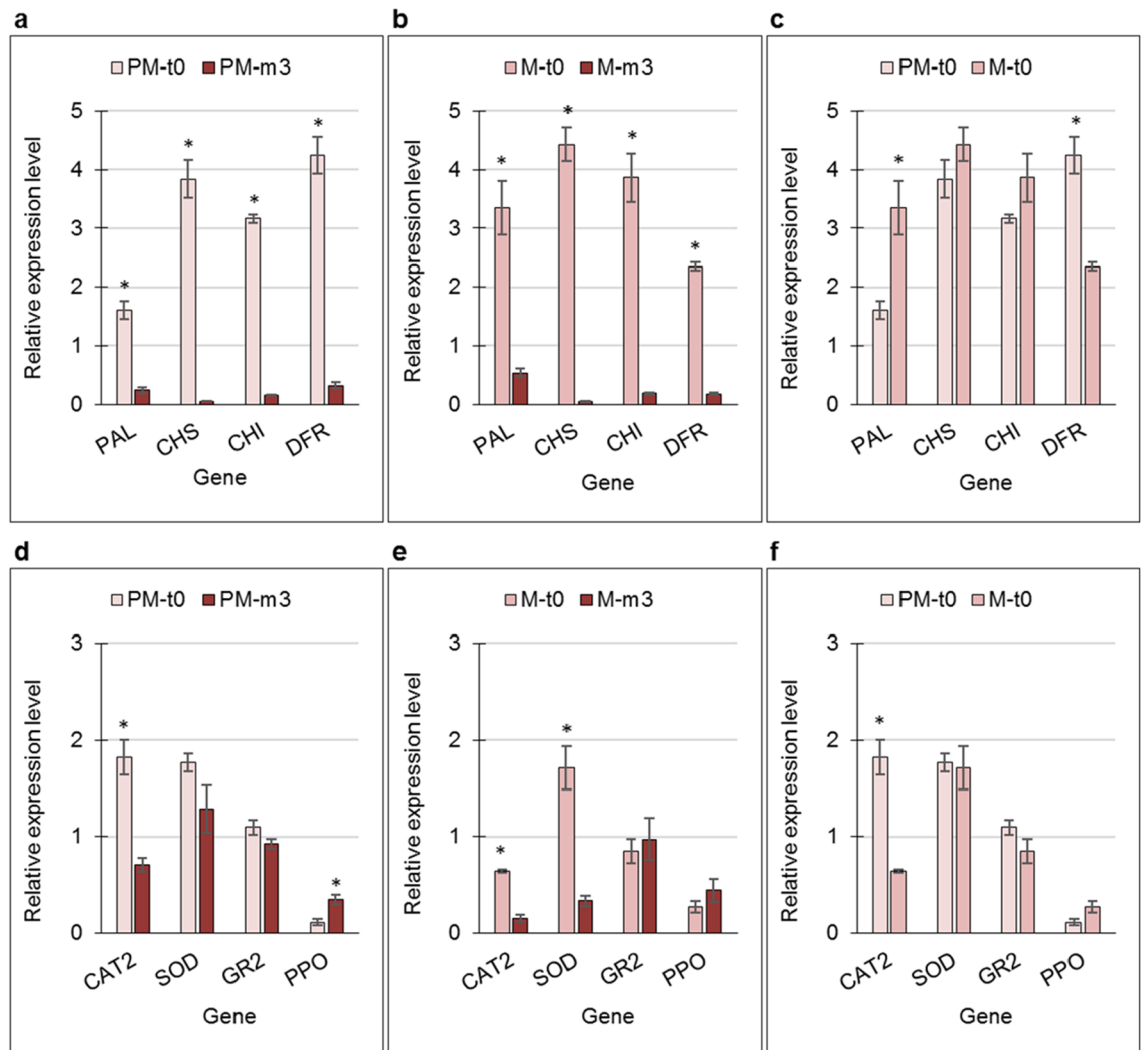 a
PM-t0 PM-m3
Relative expression level
5
4
3
2
1
0
* * * *
PAL CHS CHI DFR
Gene
b
M-t0 M-m3
Relative expression level
5
4
3
2
1
0
* * * *
PAL CHS CHI DFR
Gene
c
PM-t0 M-t0
Relative expression level
5
4
3
2
1
0
* *
PAL CHS CHI DFR
Gene
d
PM-t0 PM-m3
Relative expression level
3
2
1
0
* *
CAT2 SOD GR2 PPO
Gene
e
M-t0 M-m3
Relative expression level
3
2
1
0
* *
CAT2 SOD GR2 PPO
Gene
f
PM-t0 M-t0
Relative expression level
3
2
1
0
*
CAT2 SOD GR2 PPO
Gene